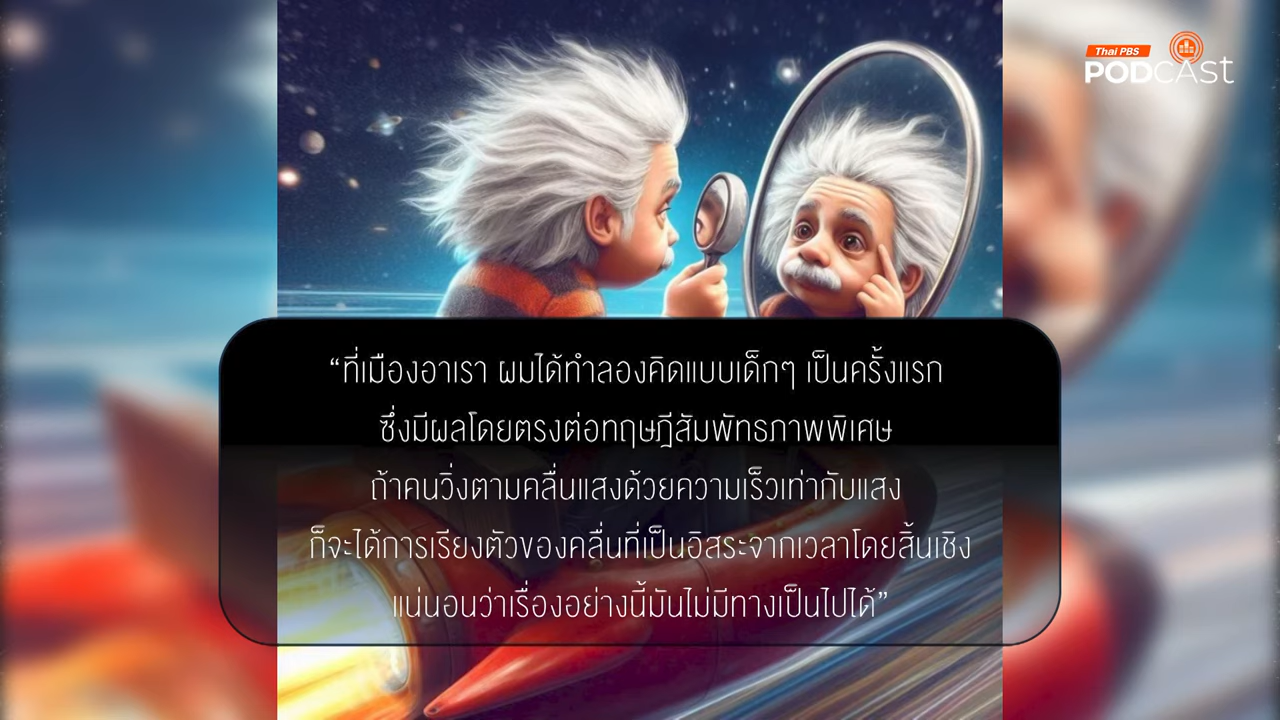 Thai PBS
PODCAst
“ที่เมืองอาเรา ผมได้ทำลองคิดแบบเด็กๆ เป็นครั้งแรก
ซึ่งมีผลโดยตรงต่อทฤษฎีสัมพัทธภาพพิเศษ
ถ้าคนวิ่งตามคลื่นแสงด้วยความเร็วเท่ากับแสง
ก็จะได้การเรียงตัวของคลื่นที่เป็นอิสระจากเวลาโดยสิ้นเชิง
แน่นอนว่าเรื่องอย่างนี้มันไม่มีทางเป็นไปได้”